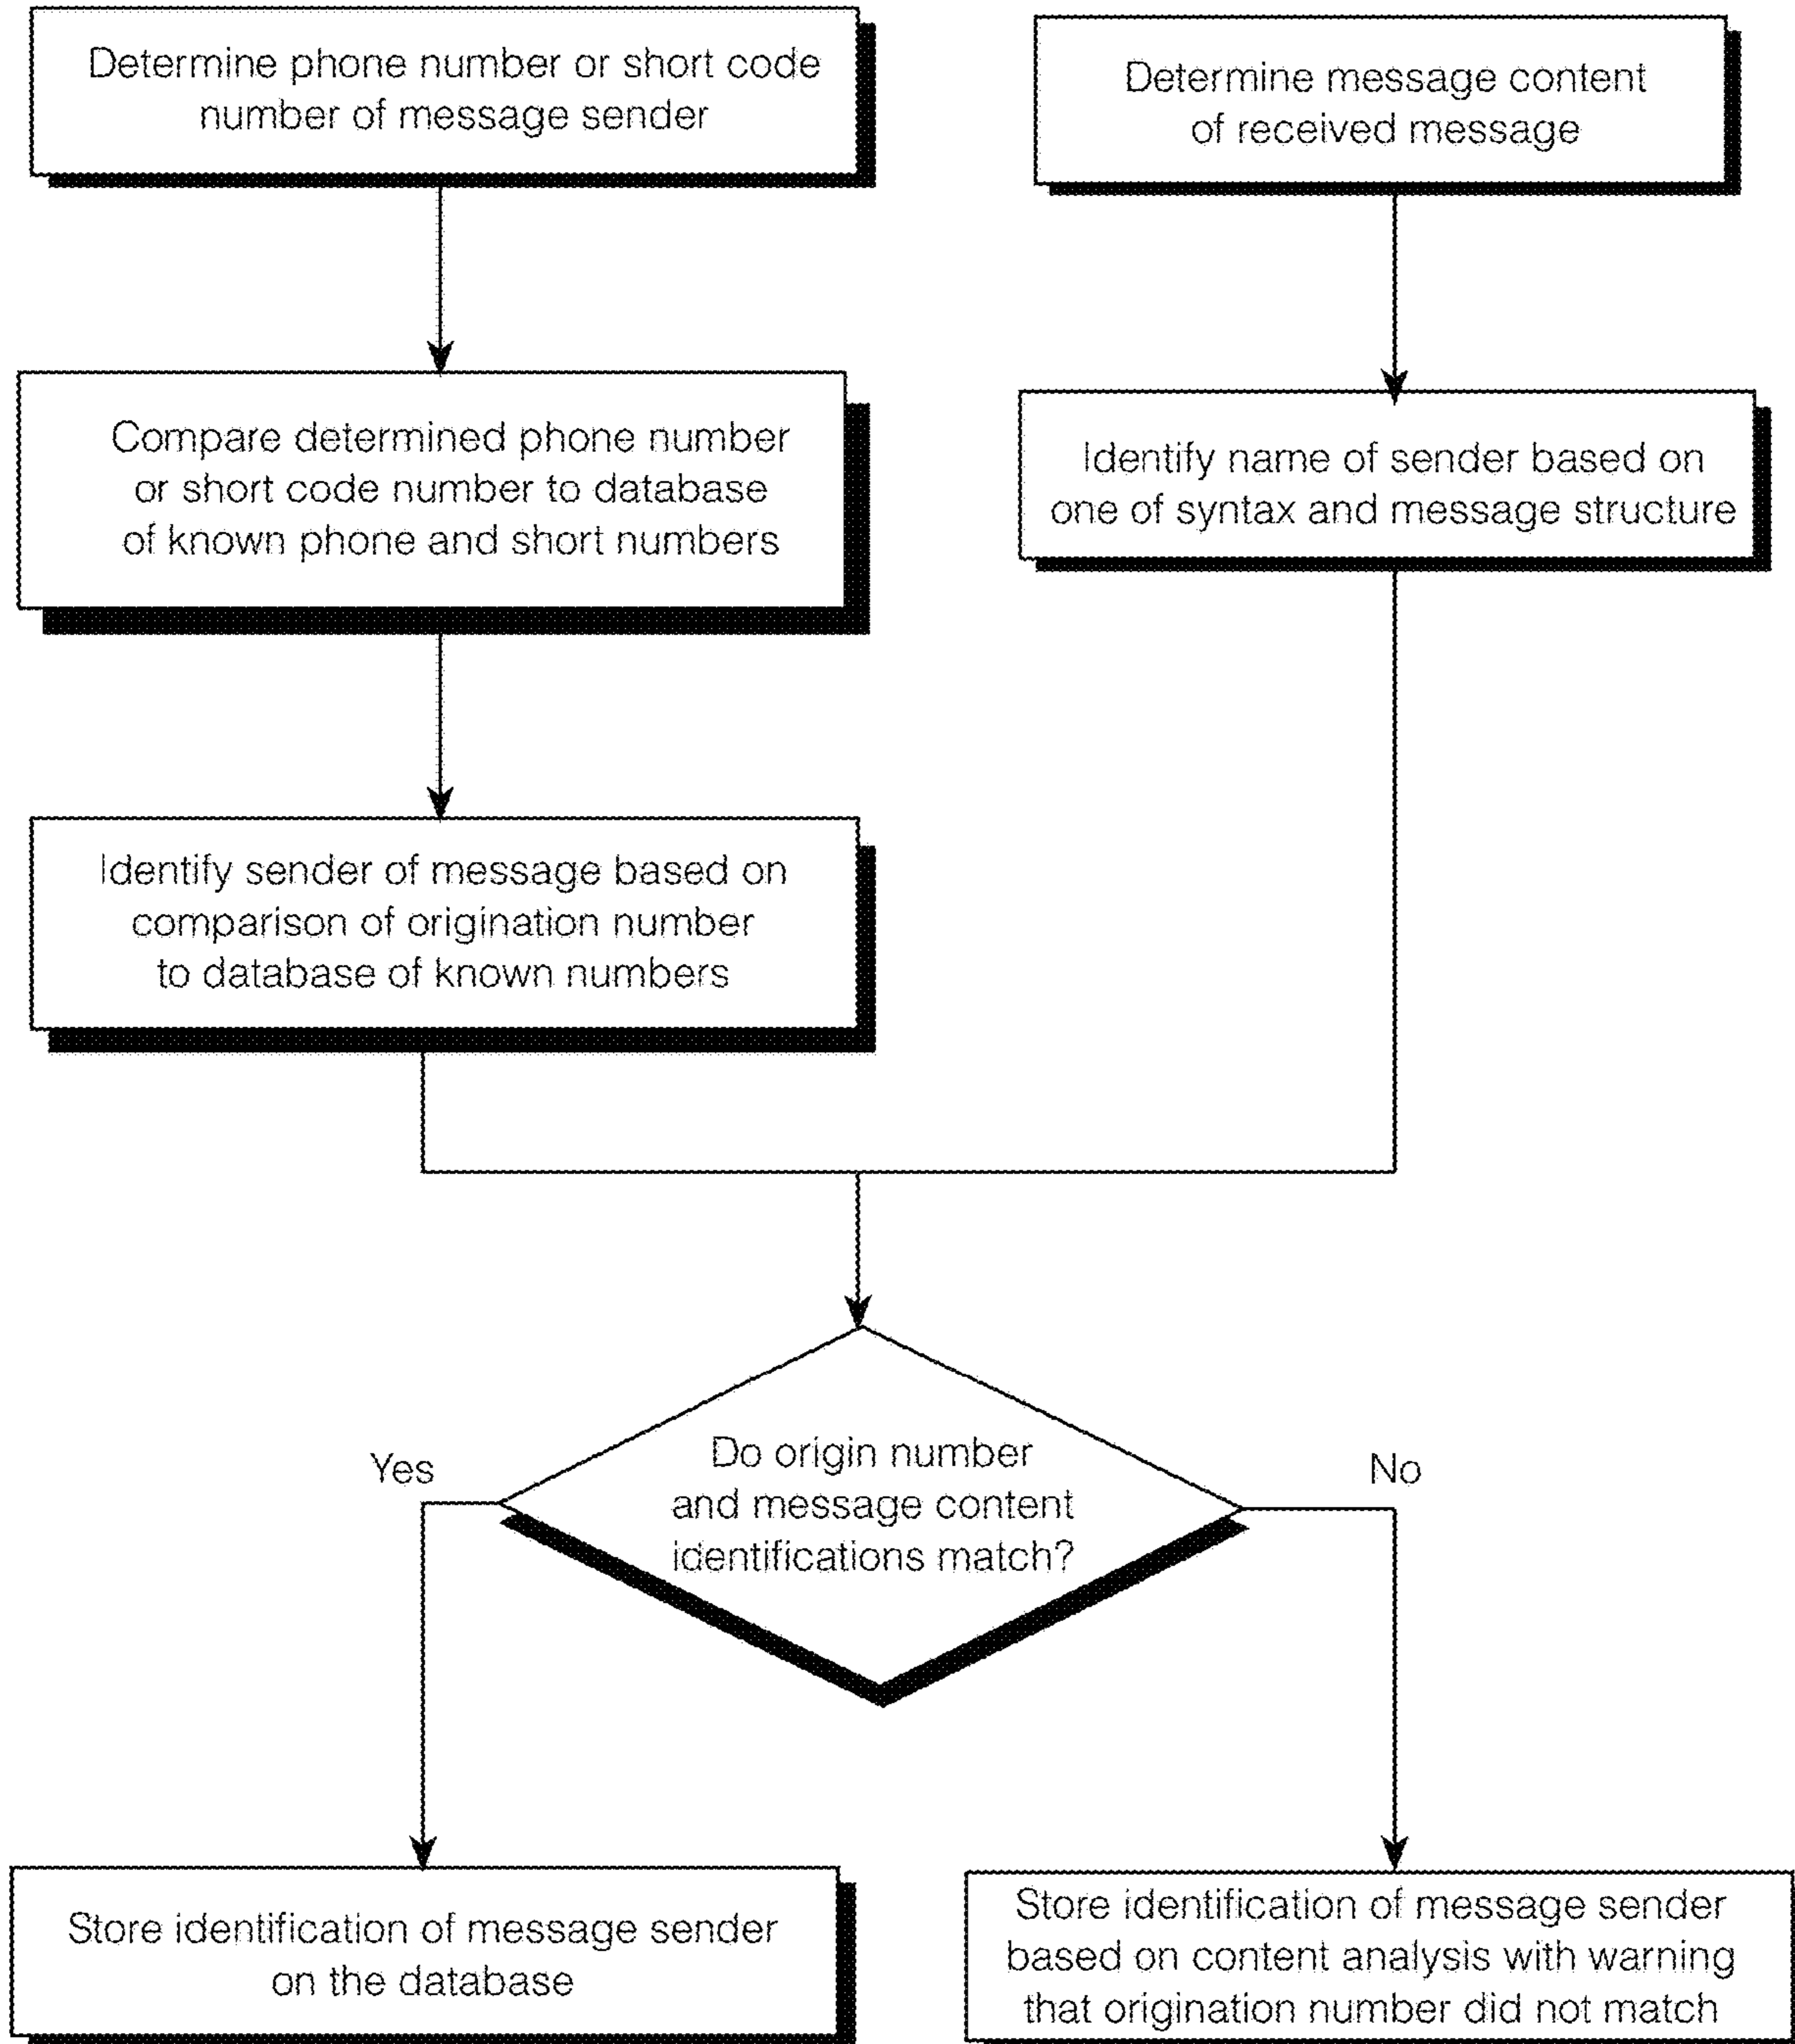 Determine phone number or short code
number of message sender
Determine message content
of received message
Compare determined phone number
or short code number to database
of known phone and short numbers
Identify name of sender based on
one of syntax and message structure
Identify sender of message based on
comparison of origination number
to database of known numbers
Do origin number
and message content
identifications match?
Yes
No
Store identification of message sender
on the database
Store identification of message sender
based on content analysis with warning
that origination number did not match